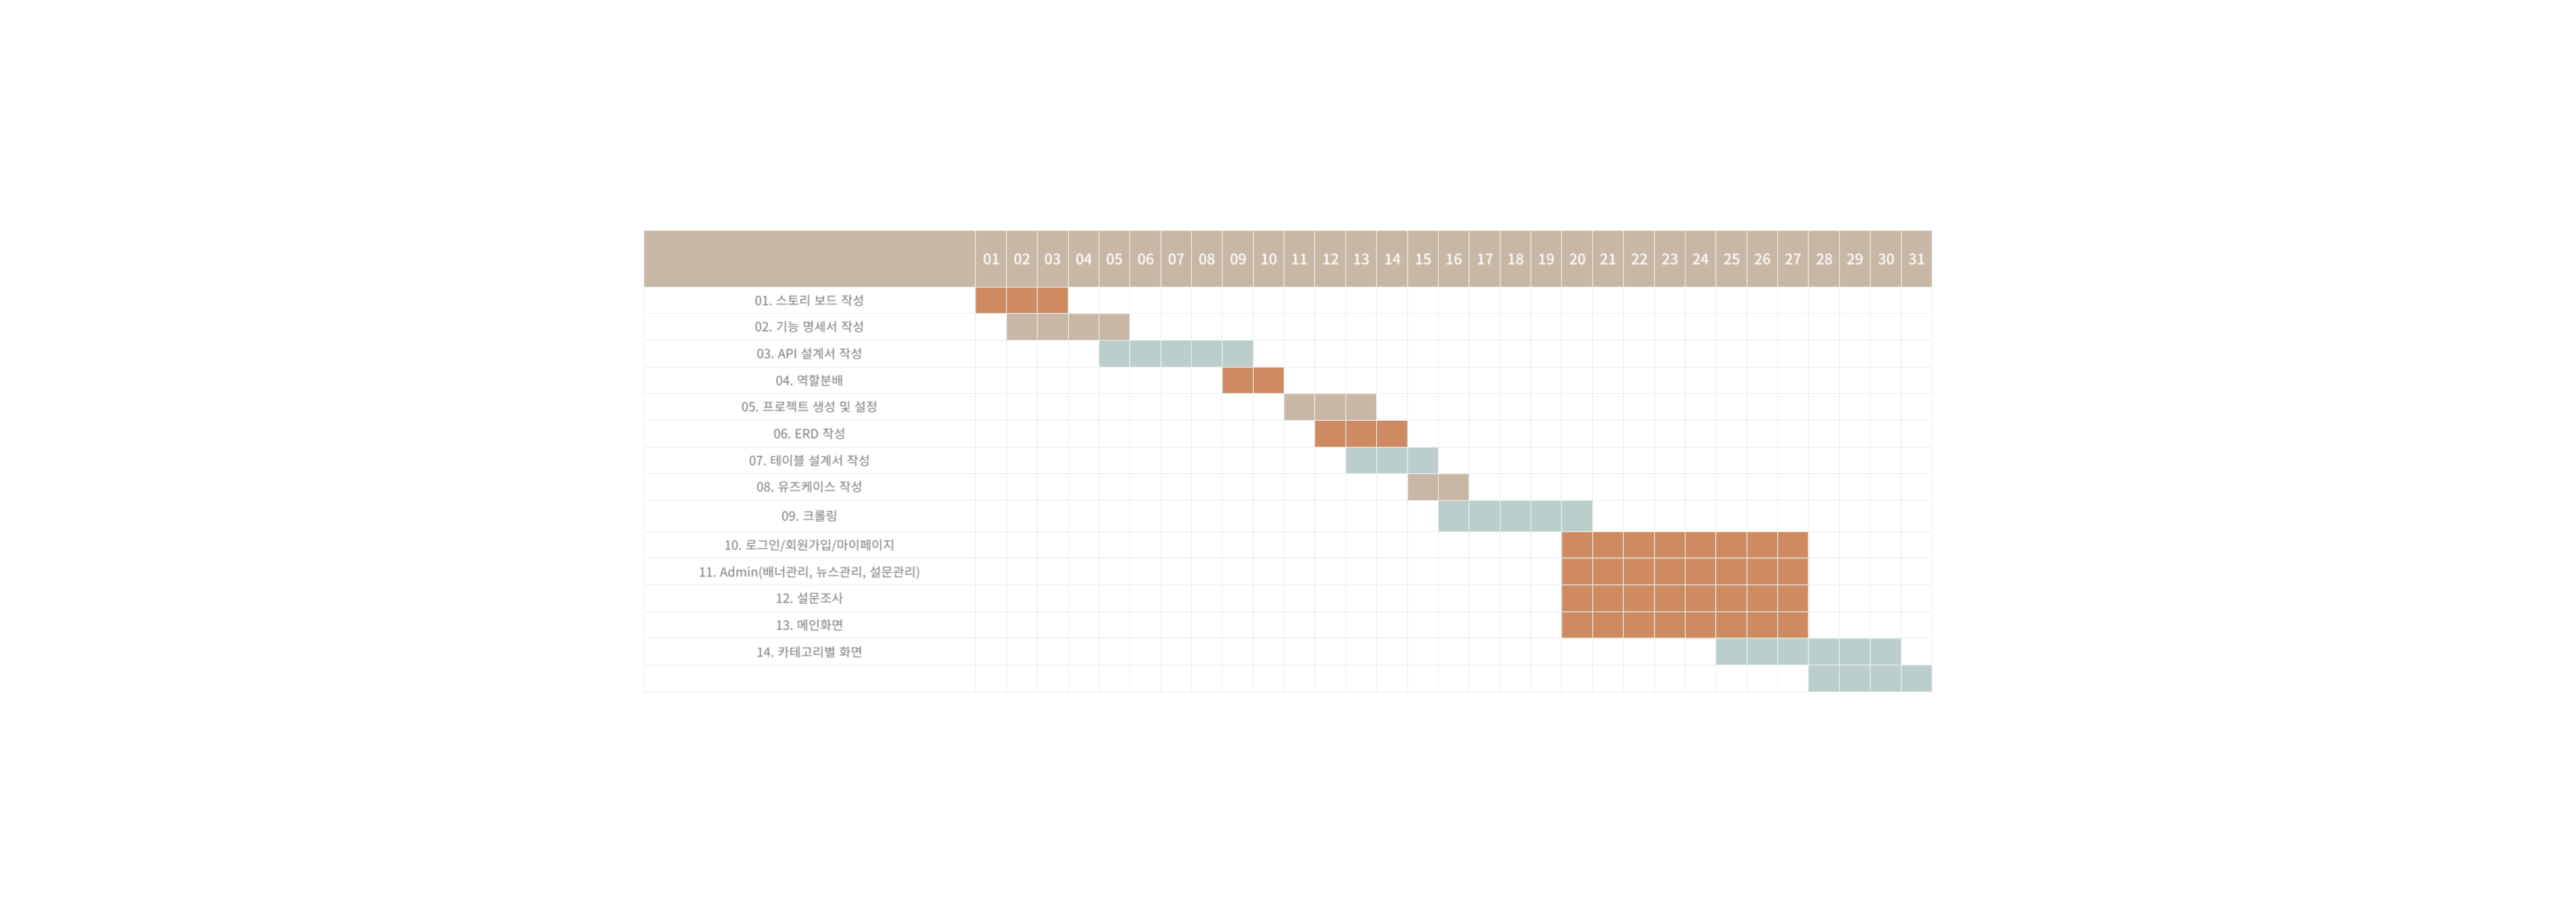 01 02 03 04 05 06 07 08 09 10 11 12 13 14 15 16 17 18 19 20 21 22 23 24 25 26 27 28 29 30 31
01. 스토리 보드 작성
02. 기능 명세서 작성
03. API 설계서 작성
04. 역할분배
05. 프로젝트 생성 및 설정
06. ERD 작성
07. 테이블 설계서 작성
08. 유즈케이스 작성
09. 크롤링
10. 로그인/회원가입/마이페이지
11. Admin(배너관리, 뉴스관리, 설문관리)
12. 설문조사
13. 메인화면
14. 카테고리별 화면